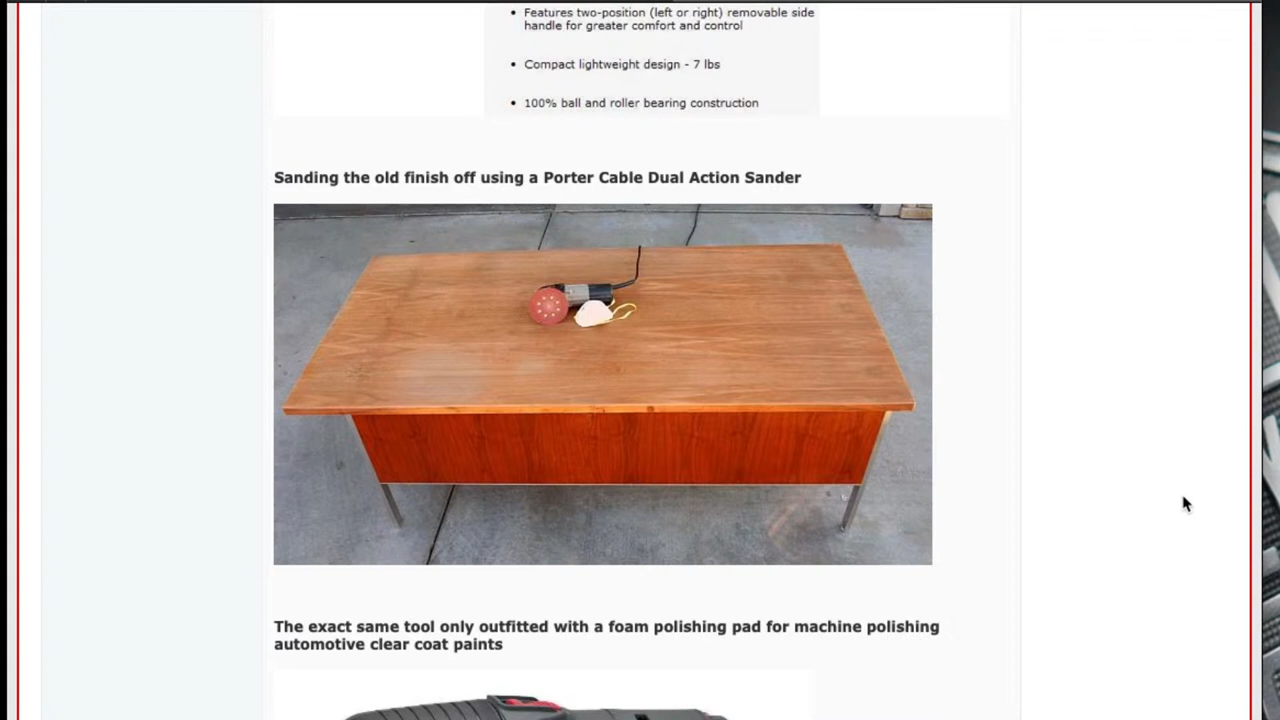 Features two-position (left or right) removable side
handle for greater comfort and control
Compact lightweight design - 7 lbs
100% ball and roller bearing construction
Sanding the old finish off using a Porter Cable Dual Action Sander
The exact same tool only outfitted with a foam polishing pad for machine polishing
automotive clear coat paints